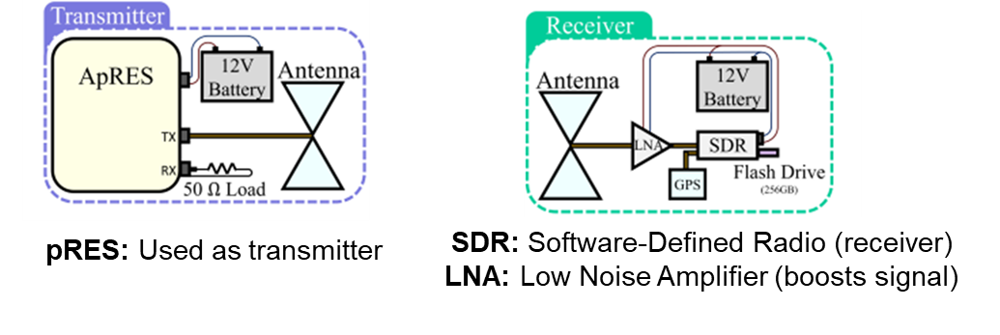 Transmitter
ApRES
12V
Battery
Antenna
TX
RX
50 Ω Load
pRES: Used as transmitter
Receiver
Antenna
12V
Battery
LNA
SDR
GPS
Flash Drive
(256GB)
SDR: Software-Defined Radio (receiver)
LNA: Low Noise Amplifier (boosts signal)